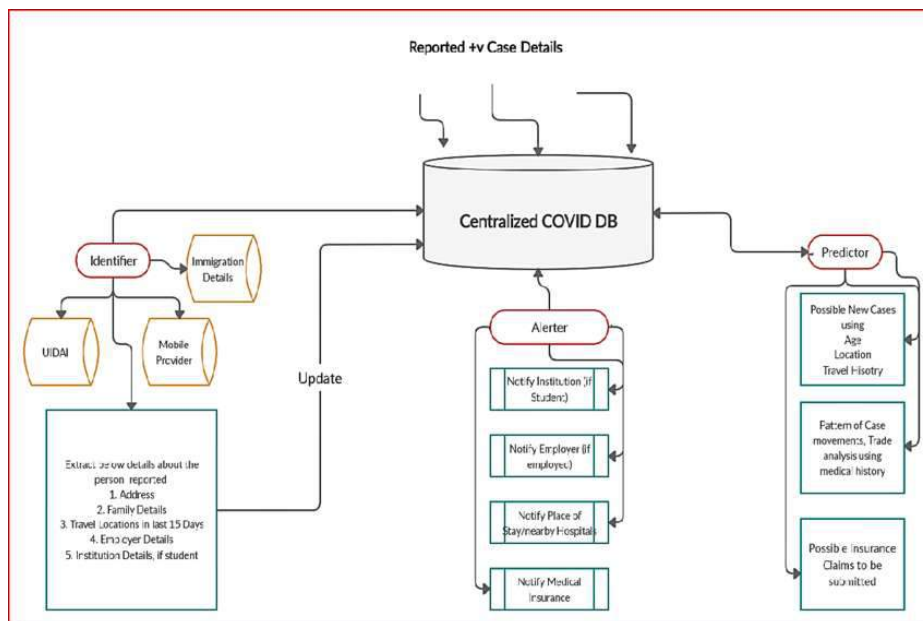 Reported +v Case Details
Centralized COVID DB
Identifier
Immigration
Details
UIDAI
Mobile
Provider
Update
Extract below details about the
person reported
1. Address
2. Family Details
3. Travel Locations in last 15 Days
4. Employer Details
5. Institution Details, if student
Alerter
Notify Institution (if
Student)
Notify Employer (if
employed)
Notify Place of
Stay/nearby Hospitals
Notify Medical
Insurance
Predictor
Possible New Cases
using
Age
Location
Travel Hisotry
Pattern of Case
movements, Trade
analysis using
medical history
Possible Insurance
Claims to be
submitted